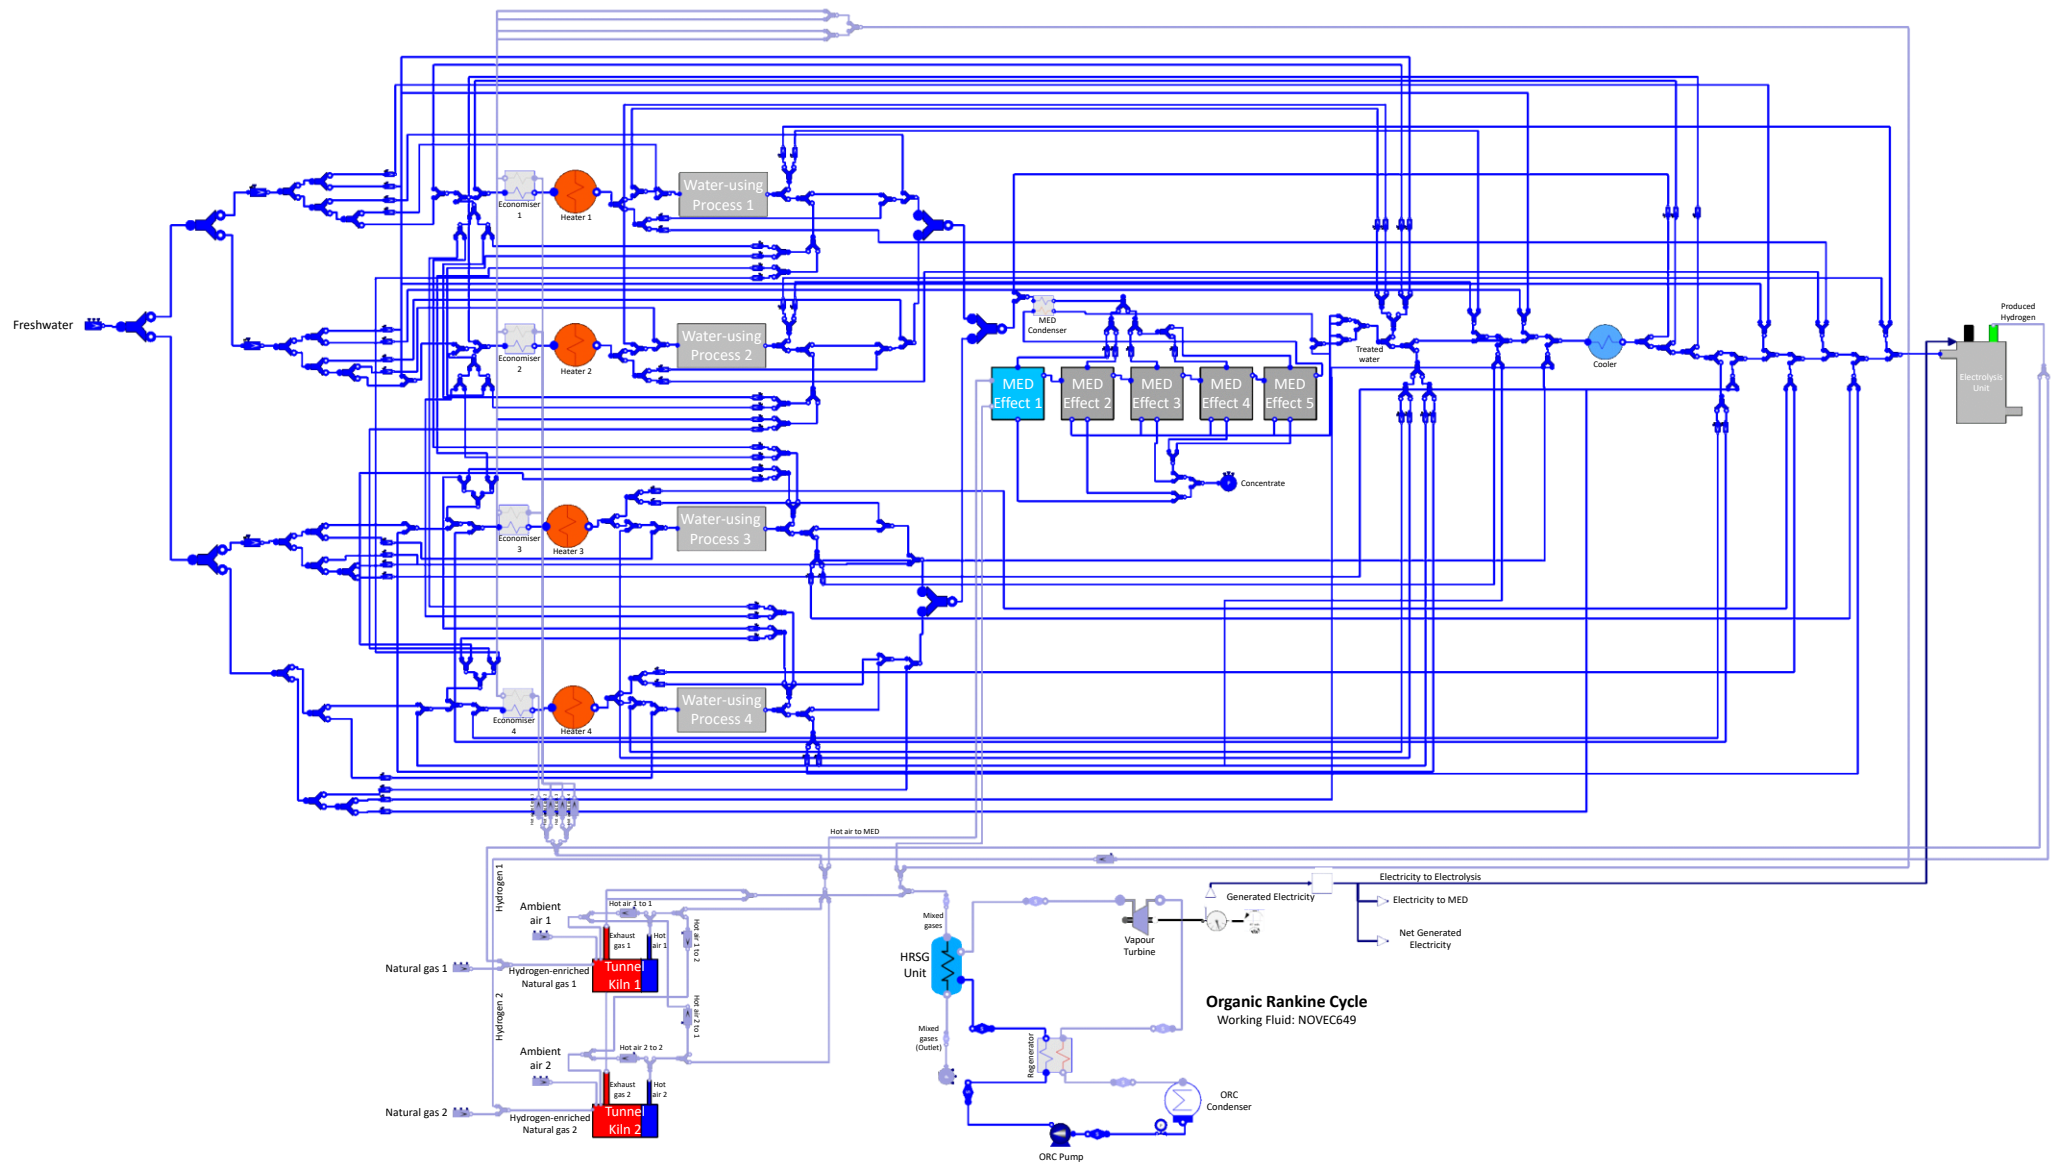 Freshwater
Economiser
1
Heater 1
Water-using
Process 1
Economiser
2
Heater 2
Water-using
Process 2
Economiser
3
Heater 3
Water-using
Process 3
Economiser
4
Heater 4
Water-using
Process 4
MED
Condenser
MED
Effect 1
MED
Effect 2
MED
Effect 3
MED
Effect 4
MED
Effect 5
Concentrate
Treated
water
Cooler
Produced
Hydrogen
Electrolysis
Unit
Hot air to MED
Hydrogen 1
Hydrogen 2
Ambient
air 1
Hot air 1 to 1
Exhaust
gas 1
Hot
air 1
Hot air 1 to 2
Natural gas 1
Hydrogen-enriched
Natural gas 1
Tunnel
Kiln 1
Hot air 2 to 1
Ambient
air 2
Hot air 2 to 2
Exhaust
gas 2
Hot
air 2
Natural gas 2
Hydrogen-enriched
Natural gas 2
Tunnel
Kiln 2
Mixed
gases
HRSG
Unit
Mixed
gases
(Outlet)
Vapour
Turbine
Generated Electricity
Electricity to Electrolysis
Electricity to MED
Net Generated
Electricity
Organic Rankine Cycle
Working Fluid: NOVEC649
Regenerator
ORC
Condenser
ORC Pump